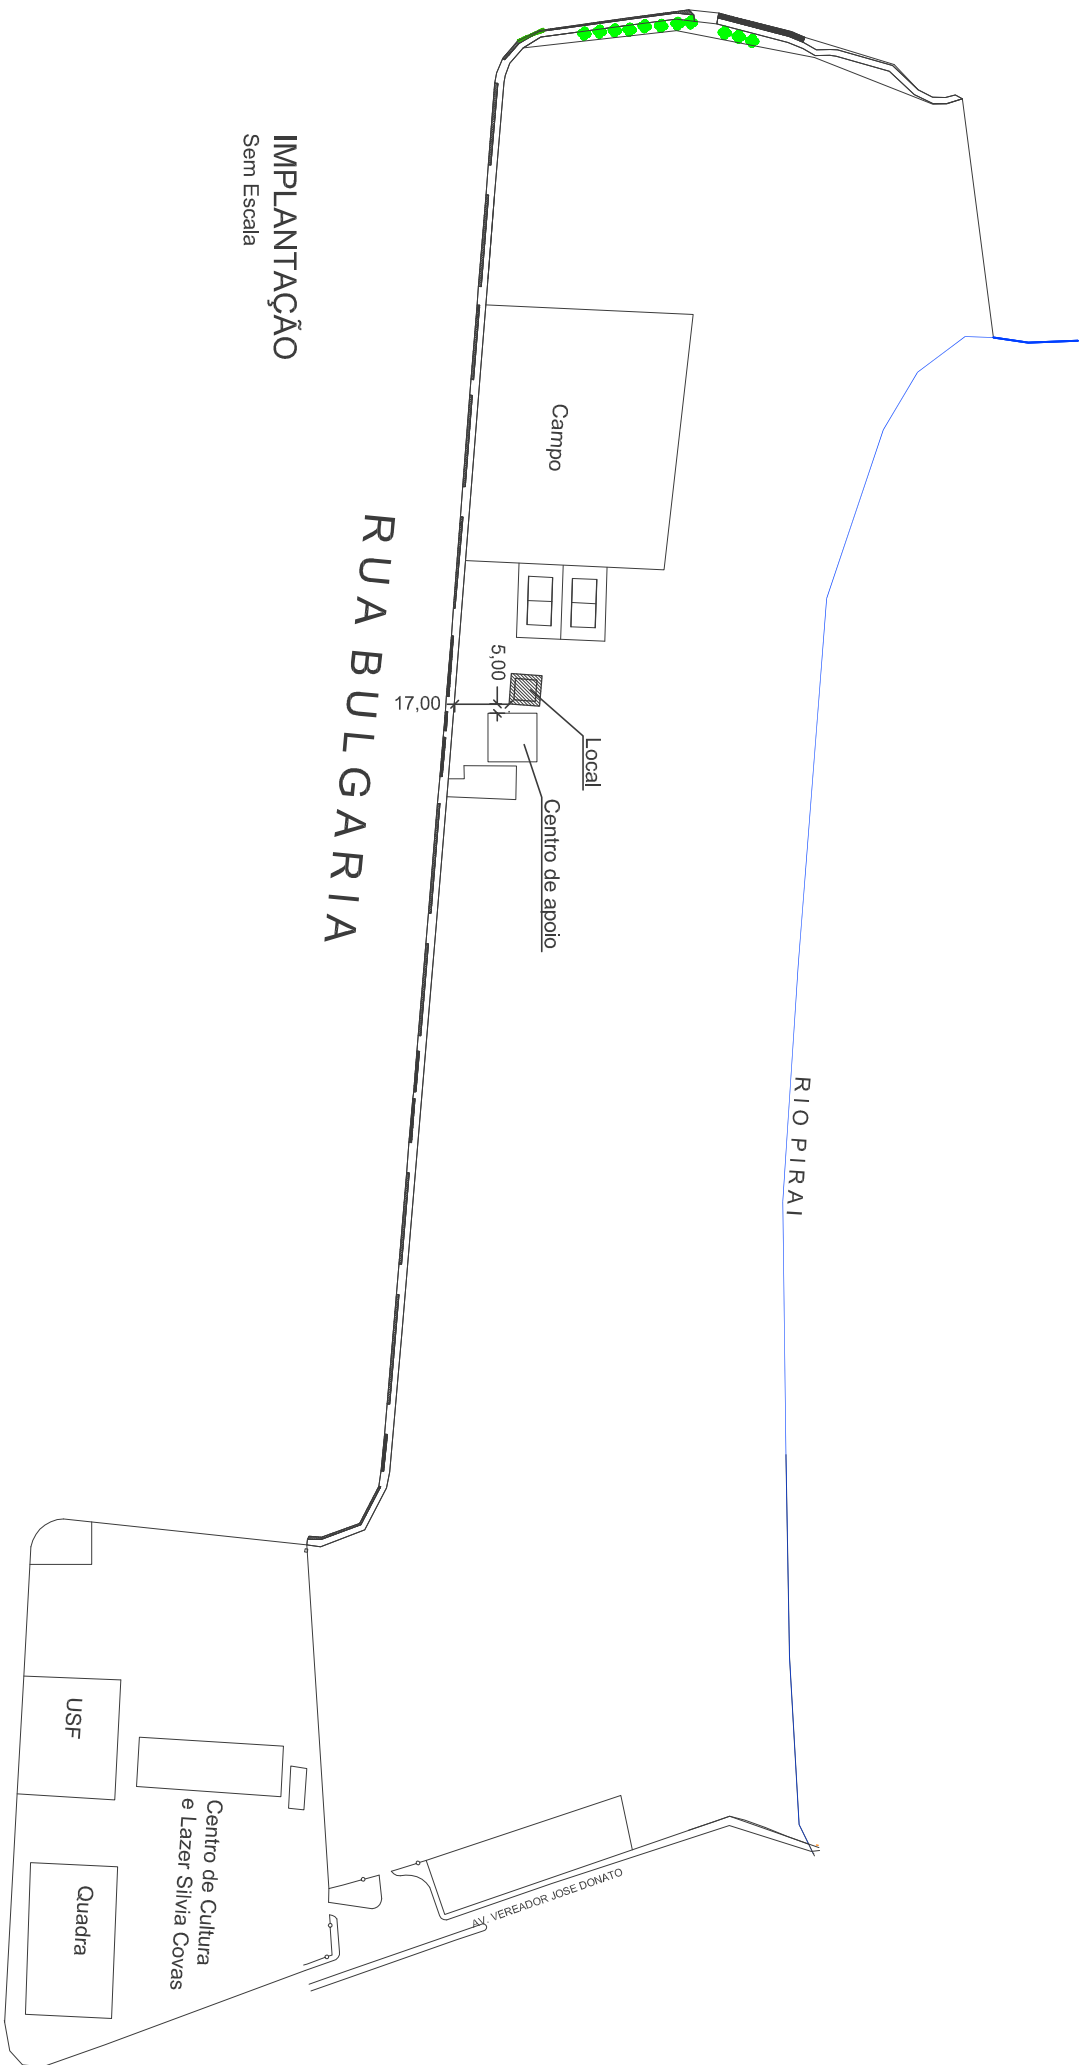 IMPLANTAÇÃO
Sem Escala
Campo
RUA BULGARIA
5,00
17,00
Local
Centro de apoio
RIO PIRAI
USF
Centro de Cultura
e Lazer Silvia Covas
Quadra
AV. VEREADOR JOSE DONATO